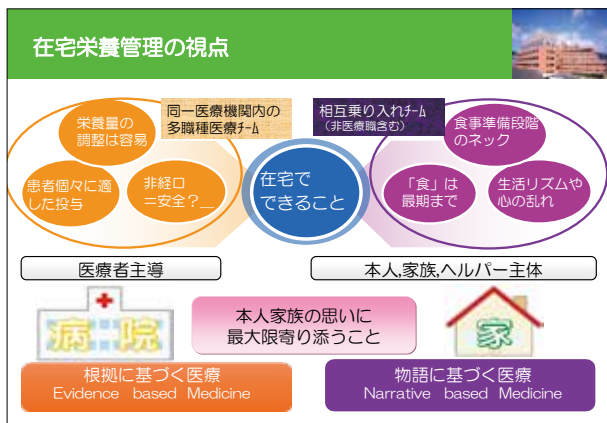 在宅栄養管理の視点
栄養量の
調整は容易
患者個々に適
した投与
非経口
=安全?__
同一医療機関内の
多職種医療ﾁｰﾑ
在宅で
できること
相互乗り入れﾁｰﾑ
(非医療職含む)
食事準備段階
のネック
「食」は
最期まで
生活リズムや
心の乱れ
医療者主導
本人,家族,ヘルパー主体
病院
本人家族の思いに
最大限寄り添うこと
家
根拠に基づく医療
Evidence based Medicine
物語に基づく医療
Narrative based Medicine